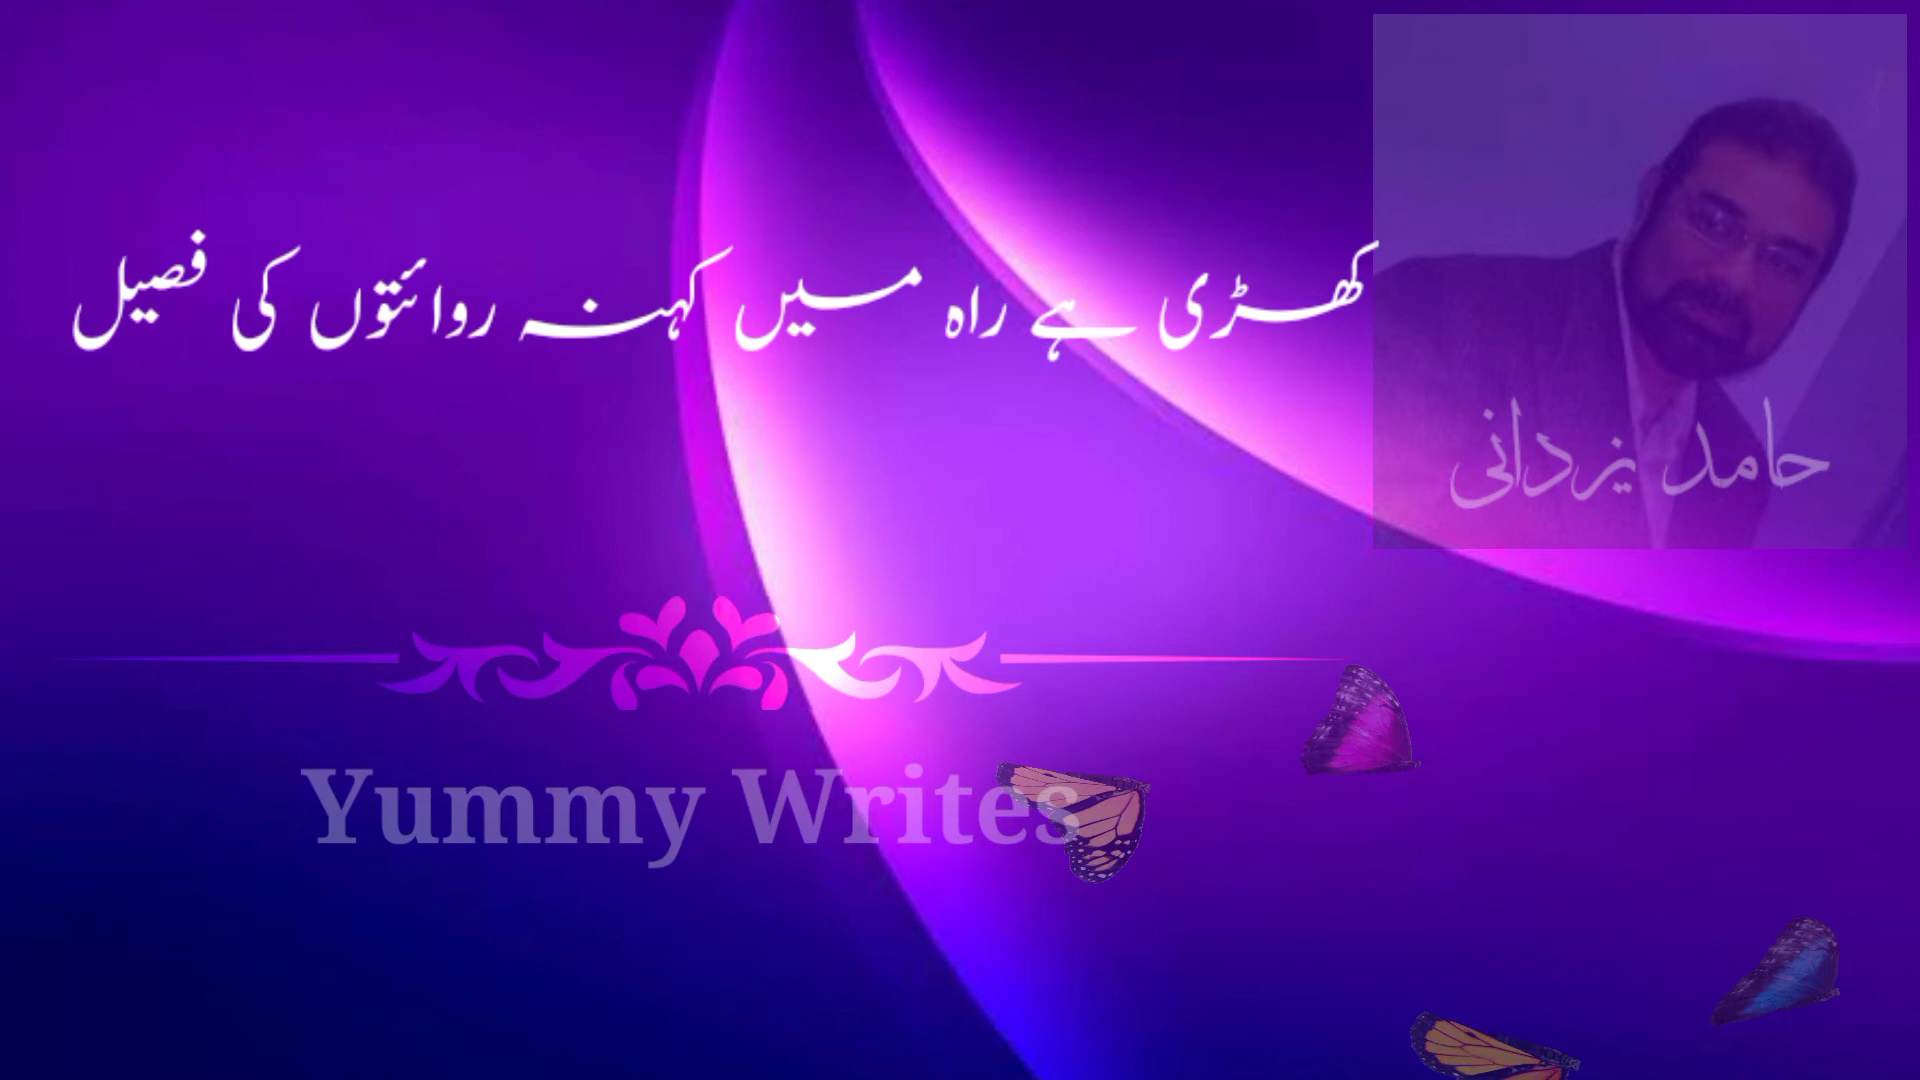 کھڑی ہے راہ میں کہنہ روائتوں کی فصیل
حامد یزدانی
Yummy Writes